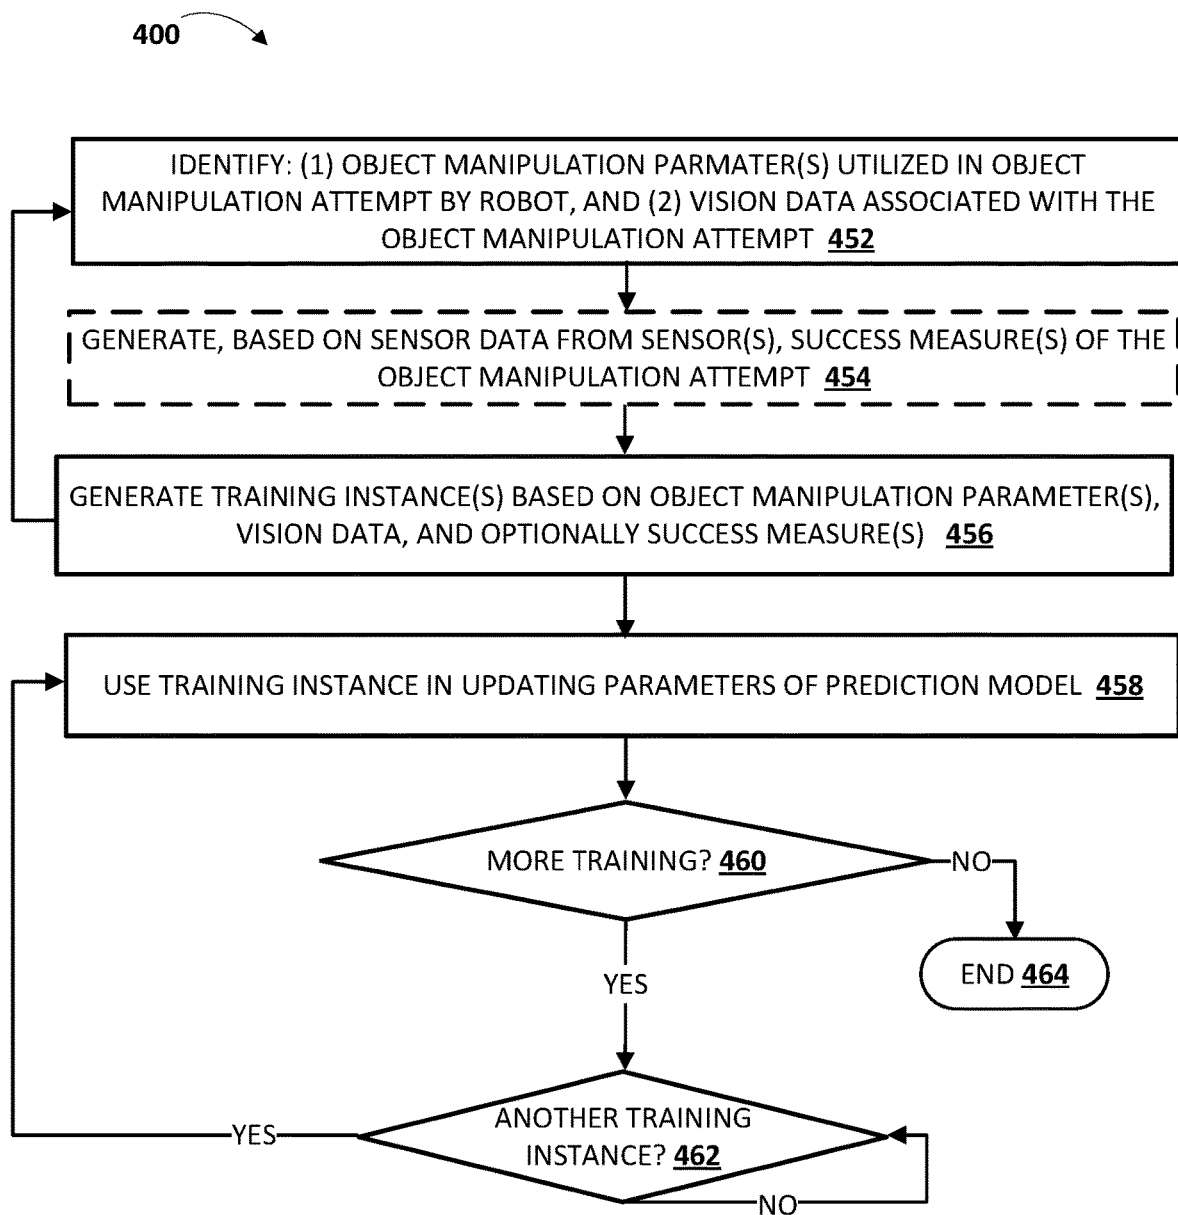 400
IDENTIFY: (1) OBJECT MANIPULATION PARMATER(S) UTILIZED IN OBJECT
MANIPULATION ATTEMPT BY ROBOT, AND (2) VISION DATA ASSOCIATED WITH THE
OBJECT MANIPULATION ATTEMPT 452
GENERATE, BASED ON SENSOR DATA FROM SENSOR(S), SUCCESS MEASURE(S) OF THE
OBJECT MANIPULATION ATTEMPT 454
GENERATE TRAINING INSTANCE(S) BASED ON OBJECT MANIPULATION PARAMETER(S),
VISION DATA, AND OPTIONALLY SUCCESS MEASURE(S) 456
USE TRAINING INSTANCE IN UPDATING PARAMETERS OF PREDICTION MODEL 458
MORE TRAINING? 460
NO
END 464
YES
ANOTHER TRAINING
INSTANCE? 462
YES
NO